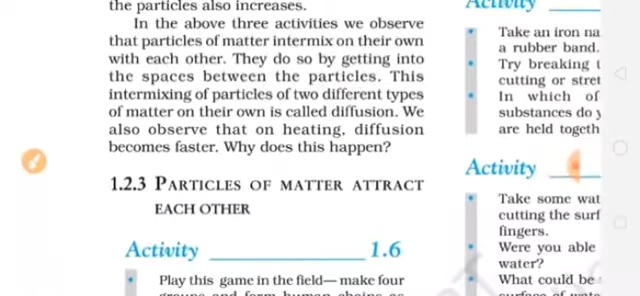 the particles also increases.
In the above three activities we observe
that particles of matter intermix on their own
with each other. They do so by getting into
the spaces between the particles. This
intermixing of particles of two different types
of matter on their own is called diffusion. We
also observe that on heating, diffusion
becomes faster. Why does this happen?
1.2.3 PARTICLES OF MATTER ATTRACT
EACH OTHER
Activity ______________ 1.6
Play this game in the field— make four
Activity
Take an iron na
a rubber band.
Try breaking t
cutting or stret
In which of
substances do y
are held togeth
Activity
Take some wat
cutting the surf
fingers.
Were you able
water?
What could be